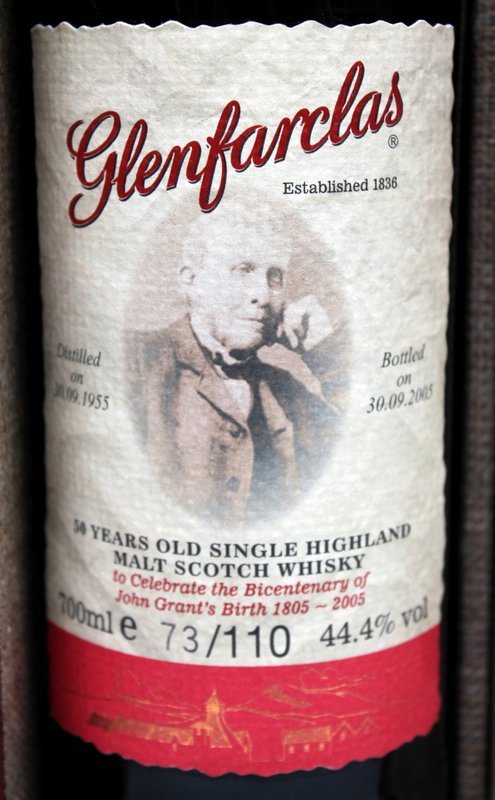 Glenfarclas
®
Established 1836
Distilled
on
30.09.1955
Bottled
on
30.09.2005
50 YEARS OLD SINGLE HIGHLAND
MALT SCOTCH WHISKY
to Celebrate the Bicentenary of
John Grant's Birth 1805 ~ 2005
700ml e 73/110 44.4% vol